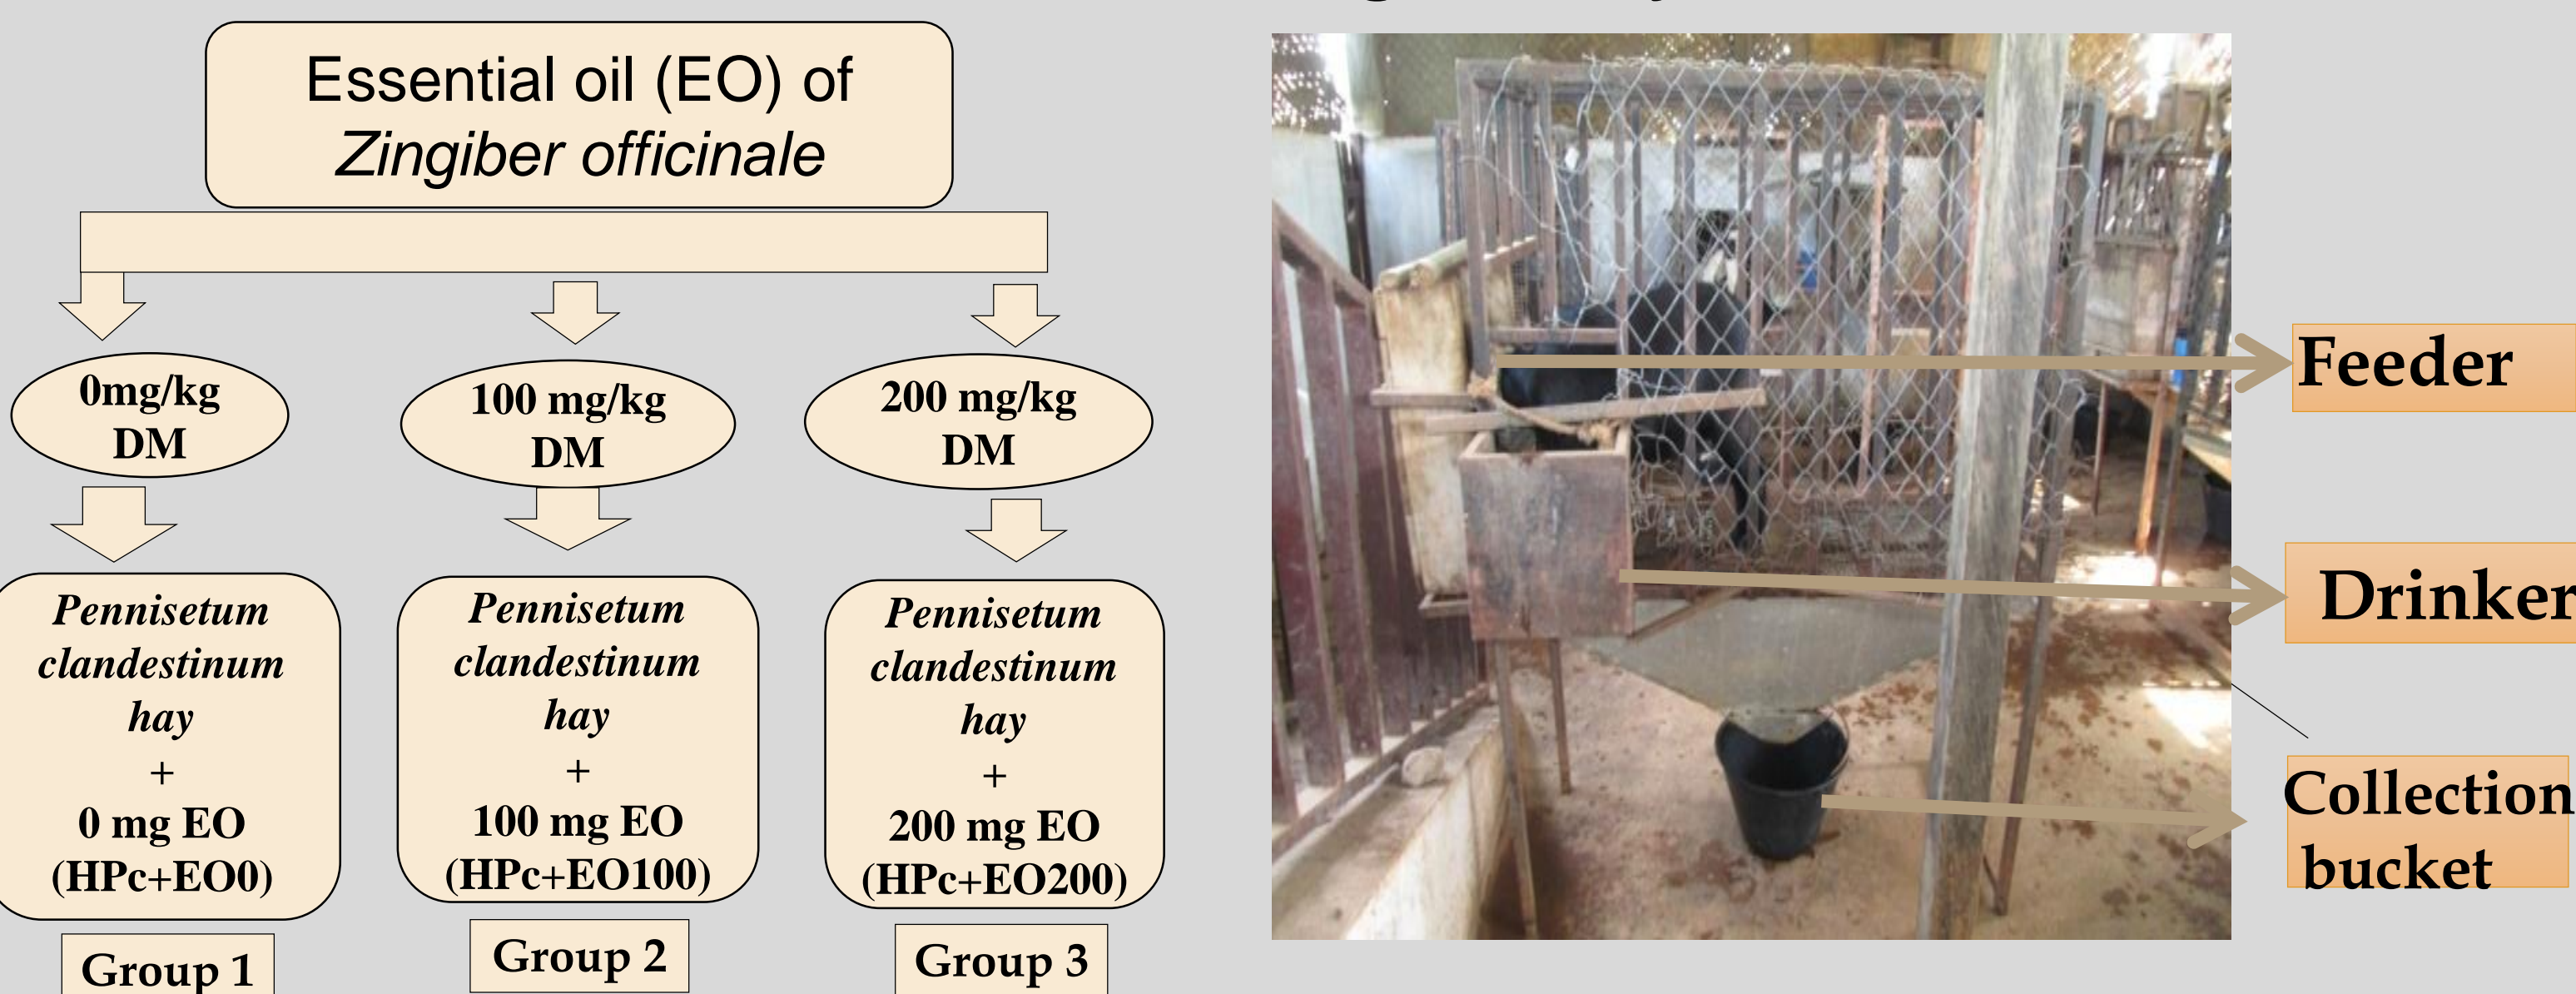 Essential oil (EO) of
Zingiber officinale
0mg/kg
DM
100 mg/kg
DM
200 mg/kg
DM
Pennisetum
clandestinum
hay
+
0 mg EO
(HPc+EO0)
Group 1
Pennisetum
clandestinum
hay
+
100 mg EO
(HPc+EO100)
Group 2
Pennisetum
clandestinum
hay
+
200 mg EO
(HPc+EO200)
Group 3
Feeder
Drinker
Collection
bucket